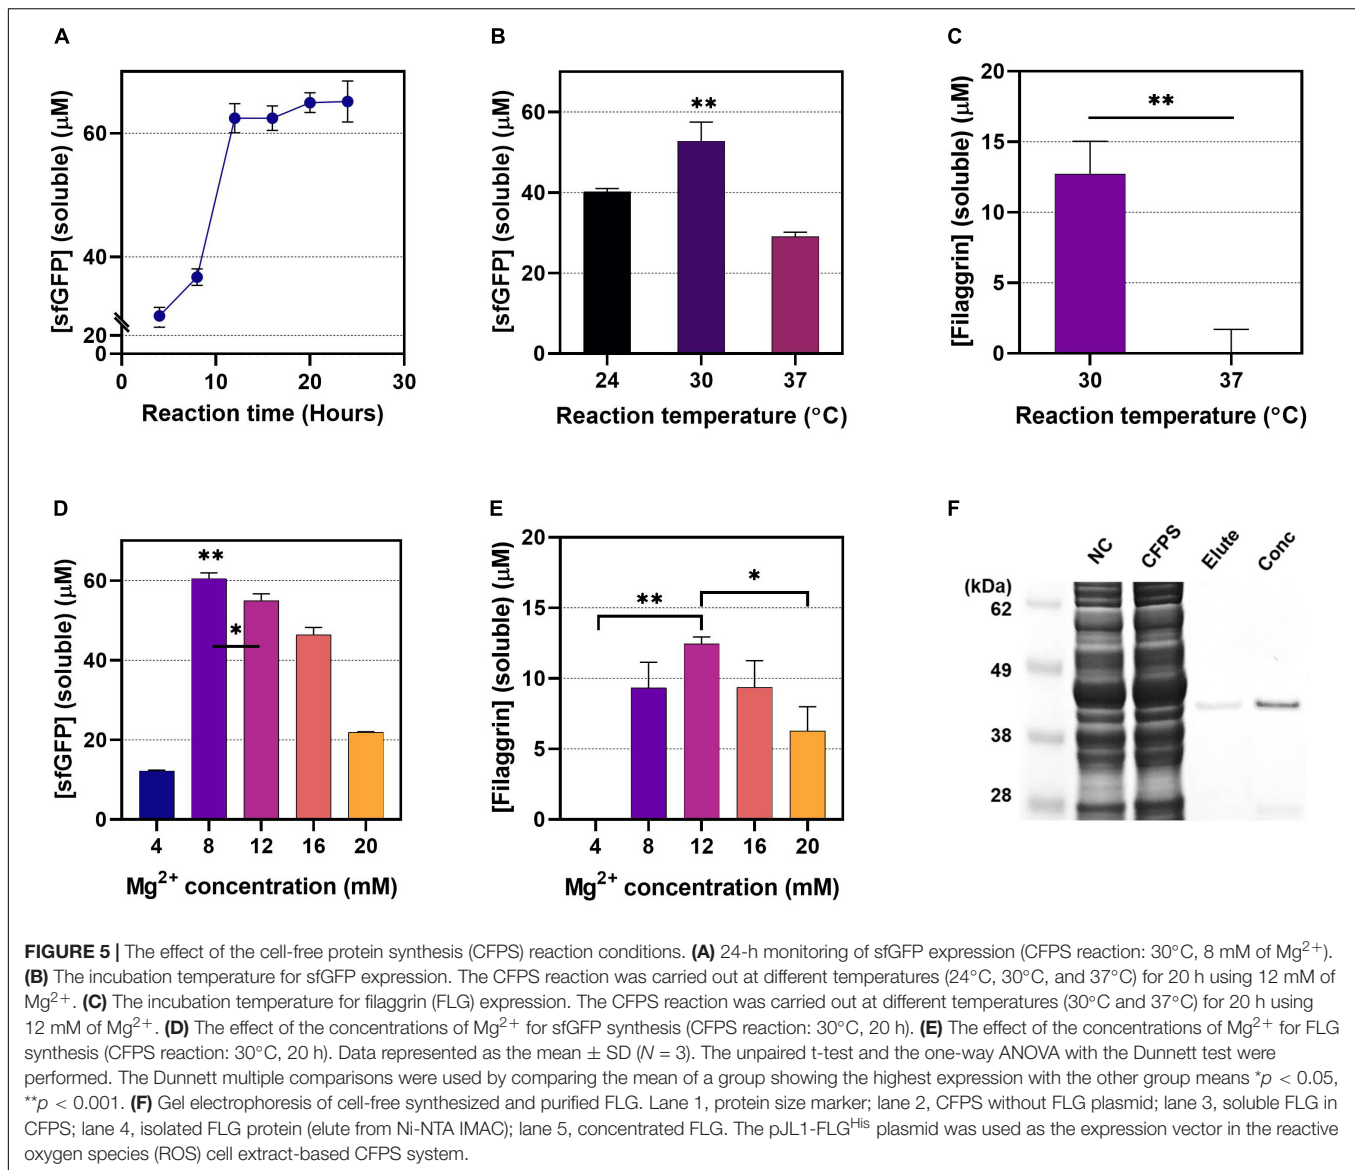 A
[sfGFP] (soluble) (µM)
60
40
20
0
0
10
20
30
Reaction time (Hours)
B
[sfGFP] (soluble) (µM)
60
40
20
0
**
24
30
37
Reaction temperature (°C)
C
[Filaggrin] (soluble) (µM)
20
15
13
5
0
**
30
37
Reaction temperature (°C)
D
[sfGFP] (soluble) (µM)
60
40
20
0
**
*
4
8
12
16
20
Mg2+ concentration (mM)
E
[Filaggrin] (soluble) (µM)
20
15
10
5
0
**
*
4
8
12
16
20
Mg2+ concentration (mM)
F
NC
CFPS
Elute
Conc
(kDa)
62
49
38
28
FIGURE 5 | The effect of the cell-free protein synthesis (CFPS) reaction conditions. (A) 24-h monitoring of sfGFP expression (CFPS reaction: 30°C, 8 mM of Mg2+).
(B) The incubation temperature for sfGFP expression. The CFPS reaction was carried out at different temperatures (24°C, 30°C, and 37°C) for 20 h using 12 mM of
Mg2+. (C) The incubation temperature for filaggrin (FLG) expression. The CFPS reaction was carried out at different temperatures (30°C and 37°C) for 20 h using
12 mM of Mg2+. (D) The effect of the concentrations of Mg2+ for sfGFP synthesis (CFPS reaction: 30°C, 20 h). (E) The effect of the concentrations of Mg2+ for FLG
synthesis (CFPS reaction: 30°C, 20 h). Data represented as the mean ± SD (N = 3). The unpaired t-test and the one-way ANOVA with the Dunnett test were
performed. The Dunnett multiple comparisons were used by comparing the mean of a group showing the highest expression with the other group means *p < 0.05,
**p < 0.001. (F) Gel electrophoresis of cell-free synthesized and purified FLG. Lane 1, protein size marker; lane 2, CFPS without FLG plasmid; lane 3, soluble FLG in
CFPS; lane 4, isolated FLG protein (elute from Ni-NTA IMAC); lane 5, concentrated FLG. The pJL1-FLGHis plasmid was used as the expression vector in the reactive
oxygen species (ROS) cell extract-based CFPS system.